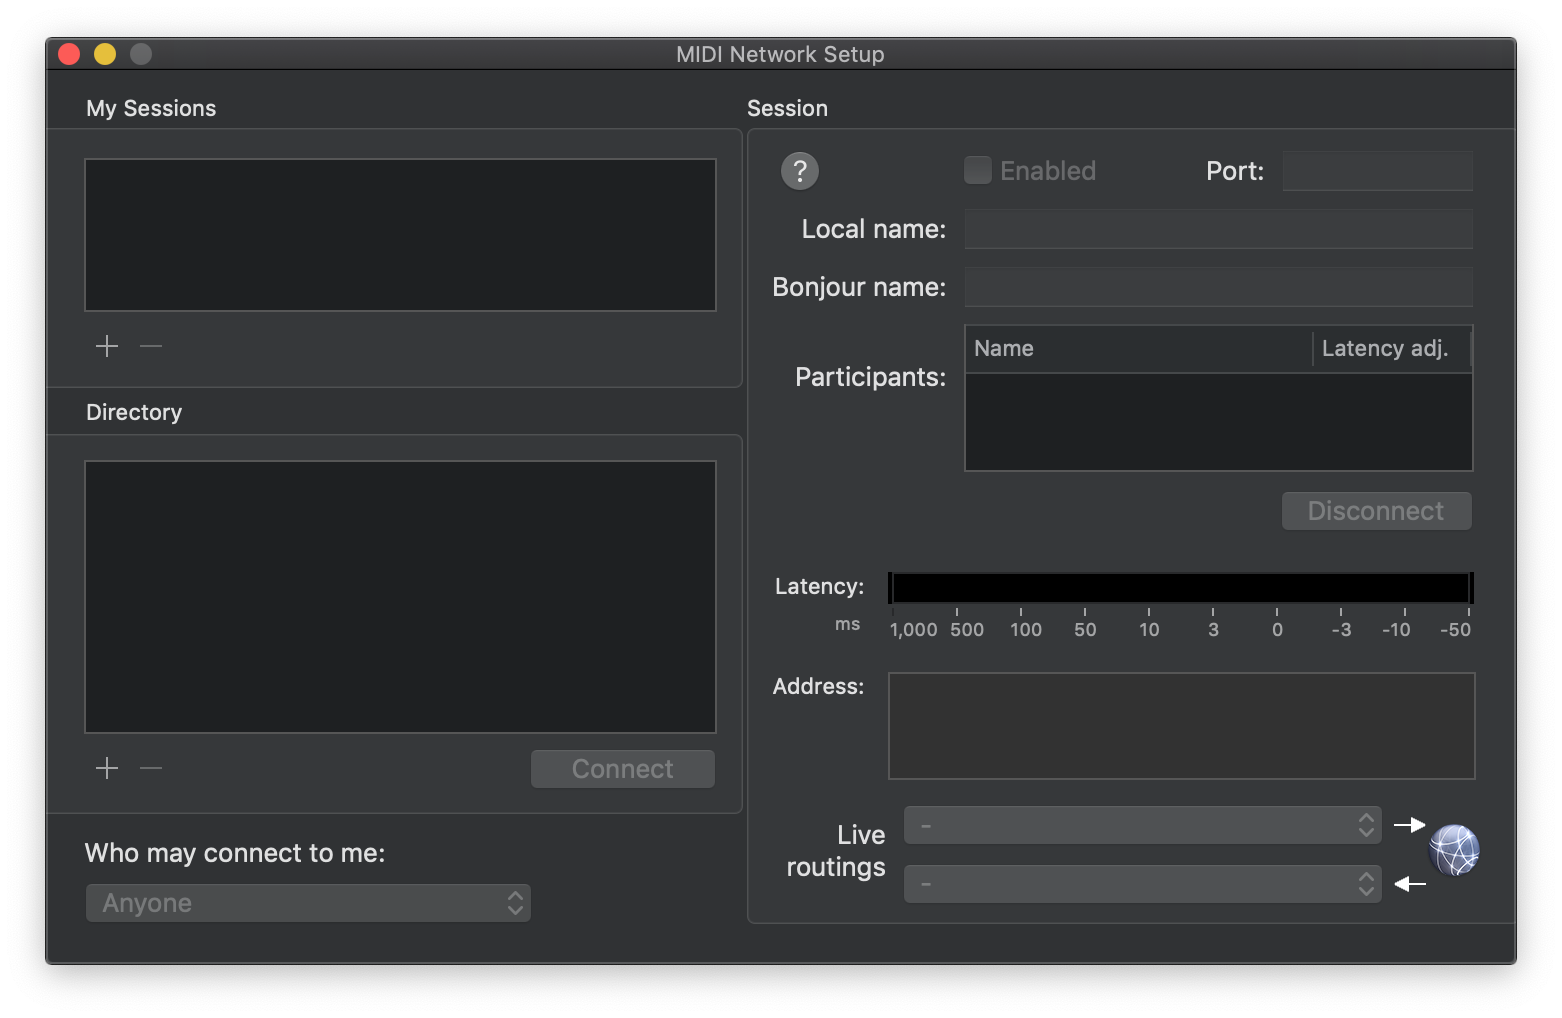 MIDI Network Setup
My Sessions
Directory
Connect
Who may connect to me:
Anyone
Session
?
Enabled
Port:
Local name:
Bonjour name:
Participants:
Name Latency adj.
Disconnect
Latency:
ms
1,000 500 100 50 10 3 0 -3 -10 -50
Address:
Live
routings
-
-